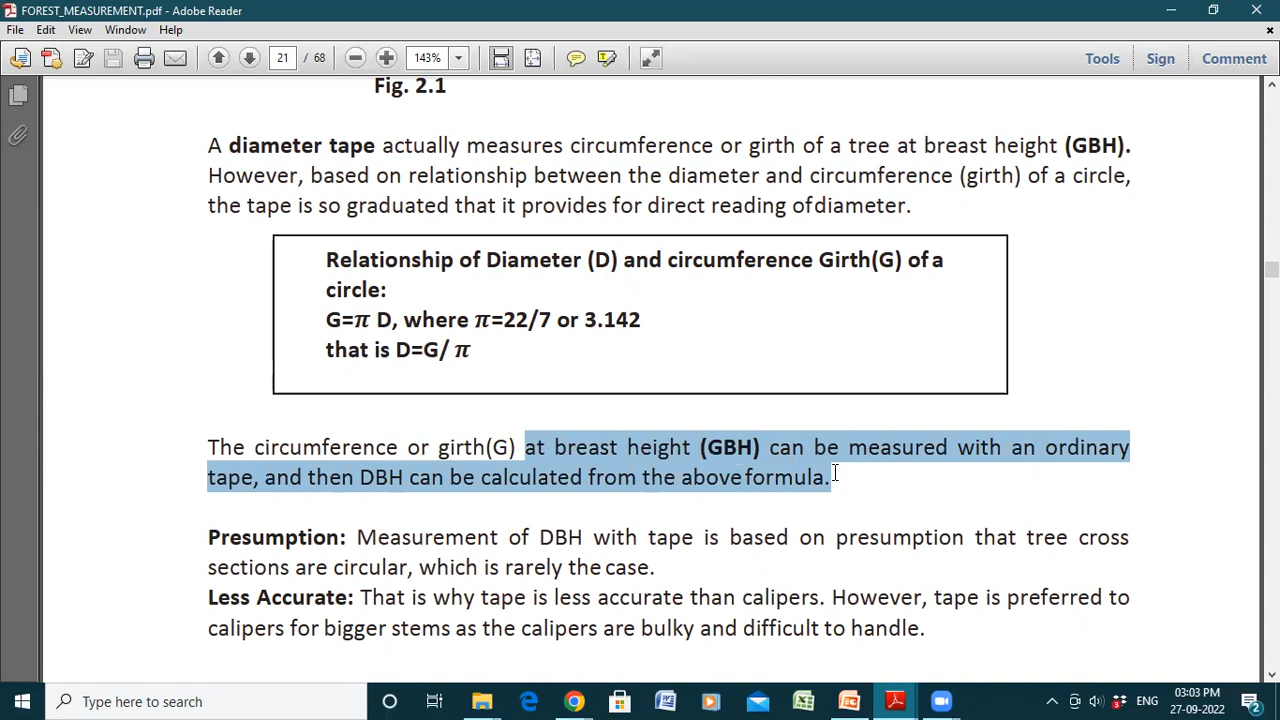 FOREST_MEASUREMENT.pdf - Adobe Reader
File Edit View Window Help
21 / 68 143% Tools Sign Comment
Fig. 2.1
A diameter tape actually measures circumference or girth of a tree at breast height (GBH).
However, based on relationship between the diameter and circumference (girth) of a circle,
the tape is so graduated that it provides for direct reading of diameter.
Relationship of Diameter (D) and circumference Girth(G) of a
circle:
G=π D, where π=22/7 or 3.142
that is D=G/ π
The circumference or girth(G) at breast height (GBH) can be measured with an ordinary
tape, and then DBH can be calculated from the above formula.
Presumption: Measurement of DBH with tape is based on presumption that tree cross
sections are circular, which is rarely the case.
Less Accurate: That is why tape is less accurate than calipers. However, tape is preferred to
calipers for bigger stems as the calipers are bulky and difficult to handle.
Type here to search
ENG
03:03 PM
27-09-2022
2